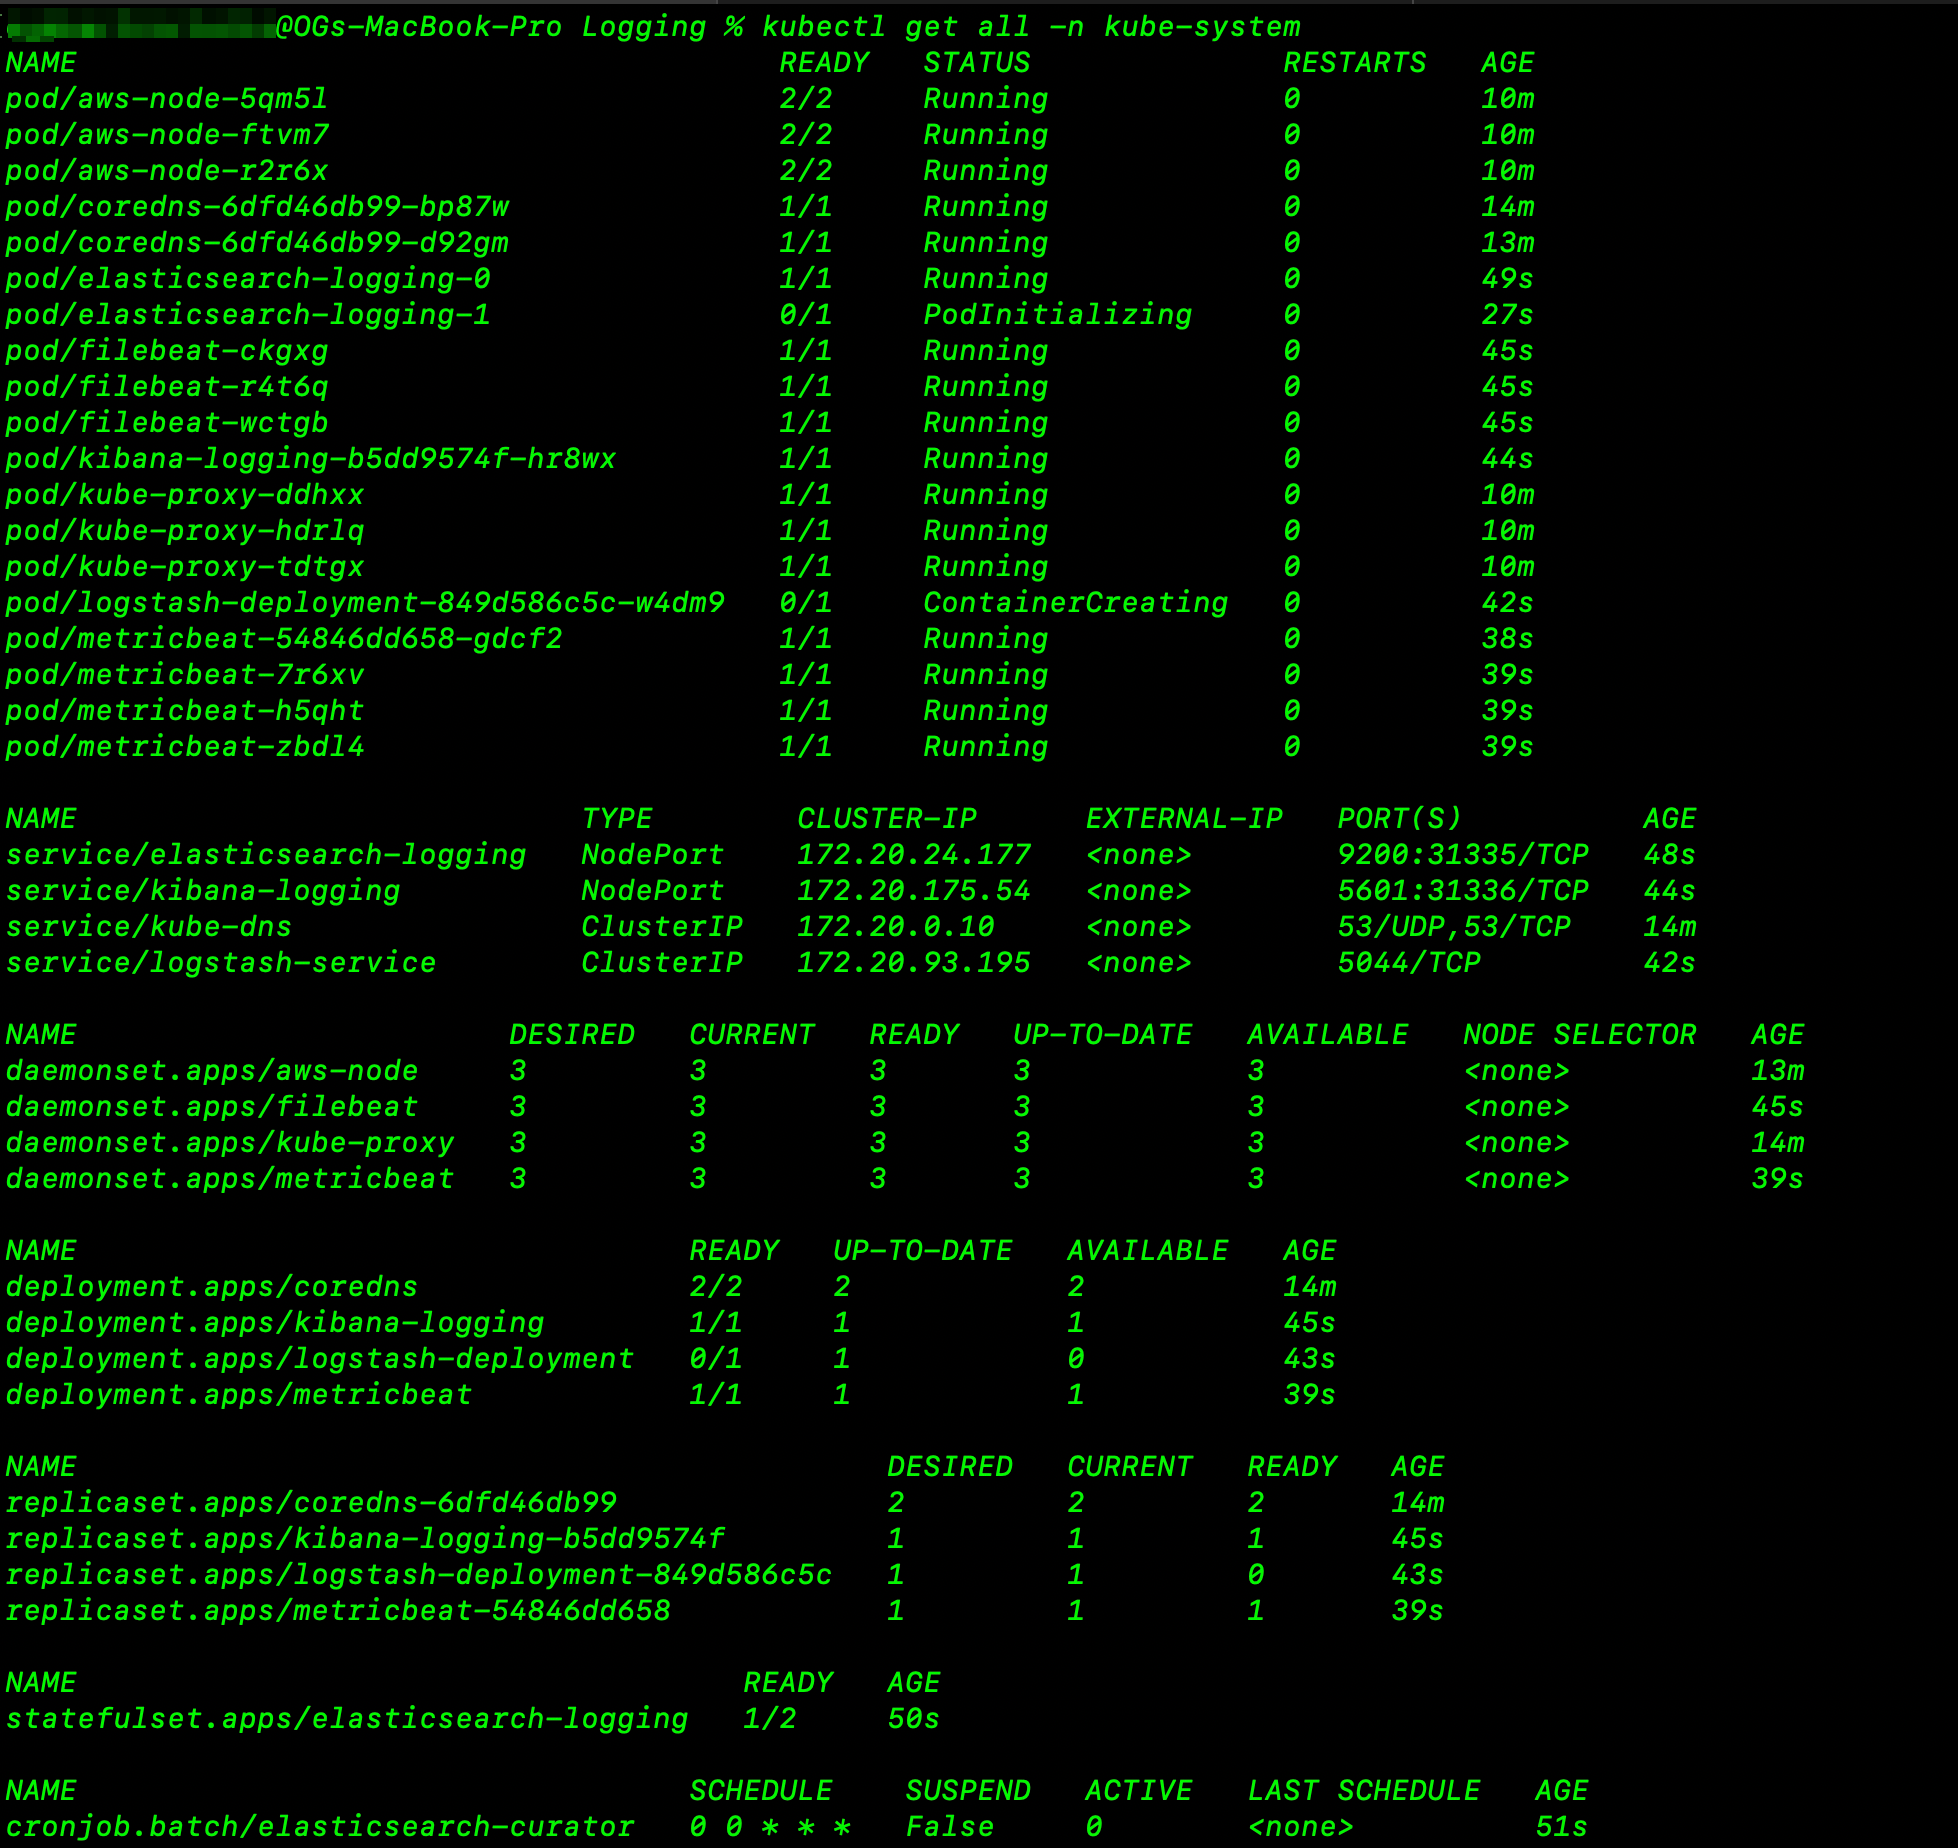 @OGs-MacBook-Pro Logging % kubectl get all -n kube-system
NAME READY STATUS RESTARTS AGE
pod/aws-node-5qm5l 2/2 Running 0 10m
pod/aws-node-ftvm7 2/2 Running 0 10m
pod/aws-node-r2r6x 2/2 Running 0 10m
pod/coredns-6dfd46db99-bp87w 1/1 Running 0 14m
pod/coredns-6dfd46db99-d92gm 1/1 Running 0 13m
pod/elasticsearch-logging-0 1/1 Running 0 49s
pod/elasticsearch-logging-1 0/1 PodInitializing 0 27s
pod/filebeat-ckgxg 1/1 Running 0 45s
pod/filebeat-r4t6q 1/1 Running 0 45s
pod/filebeat-wctgb 1/1 Running 0 45s
pod/kibana-logging-b5dd9574f-hr8wx 1/1 Running 0 44s
pod/kube-proxy-ddhxx 1/1 Running 0 10m
pod/kube-proxy-hdrlq 1/1 Running 0 10m
pod/kube-proxy-tdtgx 1/1 Running 0 10m
pod/logstash-deployment-849d586c5c-w4dm9 0/1 ContainerCreating 0 42s
pod/metricbeat-54846dd658-gdcf2 1/1 Running 0 38s
pod/metricbeat-7r6xv 1/1 Running 0 39s
pod/metricbeat-h5qht 1/1 Running 0 39s
pod/metricbeat-zbdl4 1/1 Running 0 39s
NAME TYPE CLUSTER-IP EXTERNAL-IP PORT(S) AGE
service/elasticsearch-logging NodePort 172.20.24.177 <none> 9200:31335/TCP 48s
service/kibana-logging NodePort 172.20.175.54 <none> 5601:31336/TCP 44s
service/kube-dns ClusterIP 172.20.0.10 <none> 53/UDP,53/TCP 14m
service/logstash-service ClusterIP 172.20.93.195 <none> 5044/TCP 42s
NAME DESIRED CURRENT READY UP-TO-DATE AVAILABLE NODE SELECTOR AGE
daemonset.apps/aws-node 3 3 3 3 3 <none> 13m
daemonset.apps/filebeat 3 3 3 3 3 <none> 45s
daemonset.apps/kube-proxy 3 3 3 3 3 <none> 14m
daemonset.apps/metricbeat 3 3 3 3 3 <none> 39s
NAME READY UP-TO-DATE AVAILABLE AGE
deployment.apps/coredns 2/2 2 2 14m
deployment.apps/kibana-logging 1/1 1 1 45s
deployment.apps/logstash-deployment 0/1 1 0 43s
deployment.apps/metricbeat 1/1 1 1 39s
NAME DESIRED CURRENT READY AGE
replicaset.apps/coredns-6dfd46db99 2 2 2 14m
replicaset.apps/kibana-logging-b5dd9574f 1 1 1 45s
replicaset.apps/logstash-deployment-849d586c5c 1 1 0 43s
replicaset.apps/metricbeat-54846dd658 1 1 1 39s
NAME READY AGE
statefulset.apps/elasticsearch-logging 1/2 50s
NAME SCHEDULE SUSPEND ACTIVE LAST SCHEDULE AGE
cronjob.batch/elasticsearch-curator 0 0 * * * False 0 <none> 51s